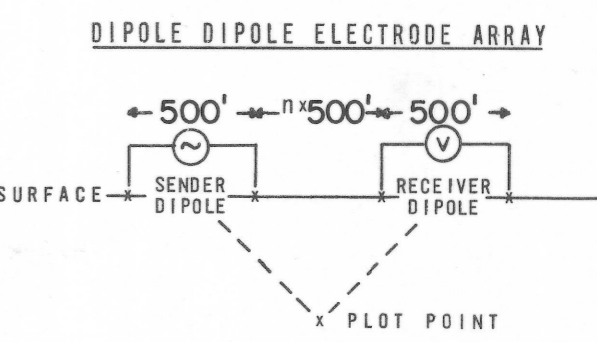 DIPOLE DIPOLE ELECTRODE ARRAY
500' n x 500' 500'
~ V
SURFACE x SENDER x x RECEIVER x
DIPOLE DIPOLE
x PLOT POINT